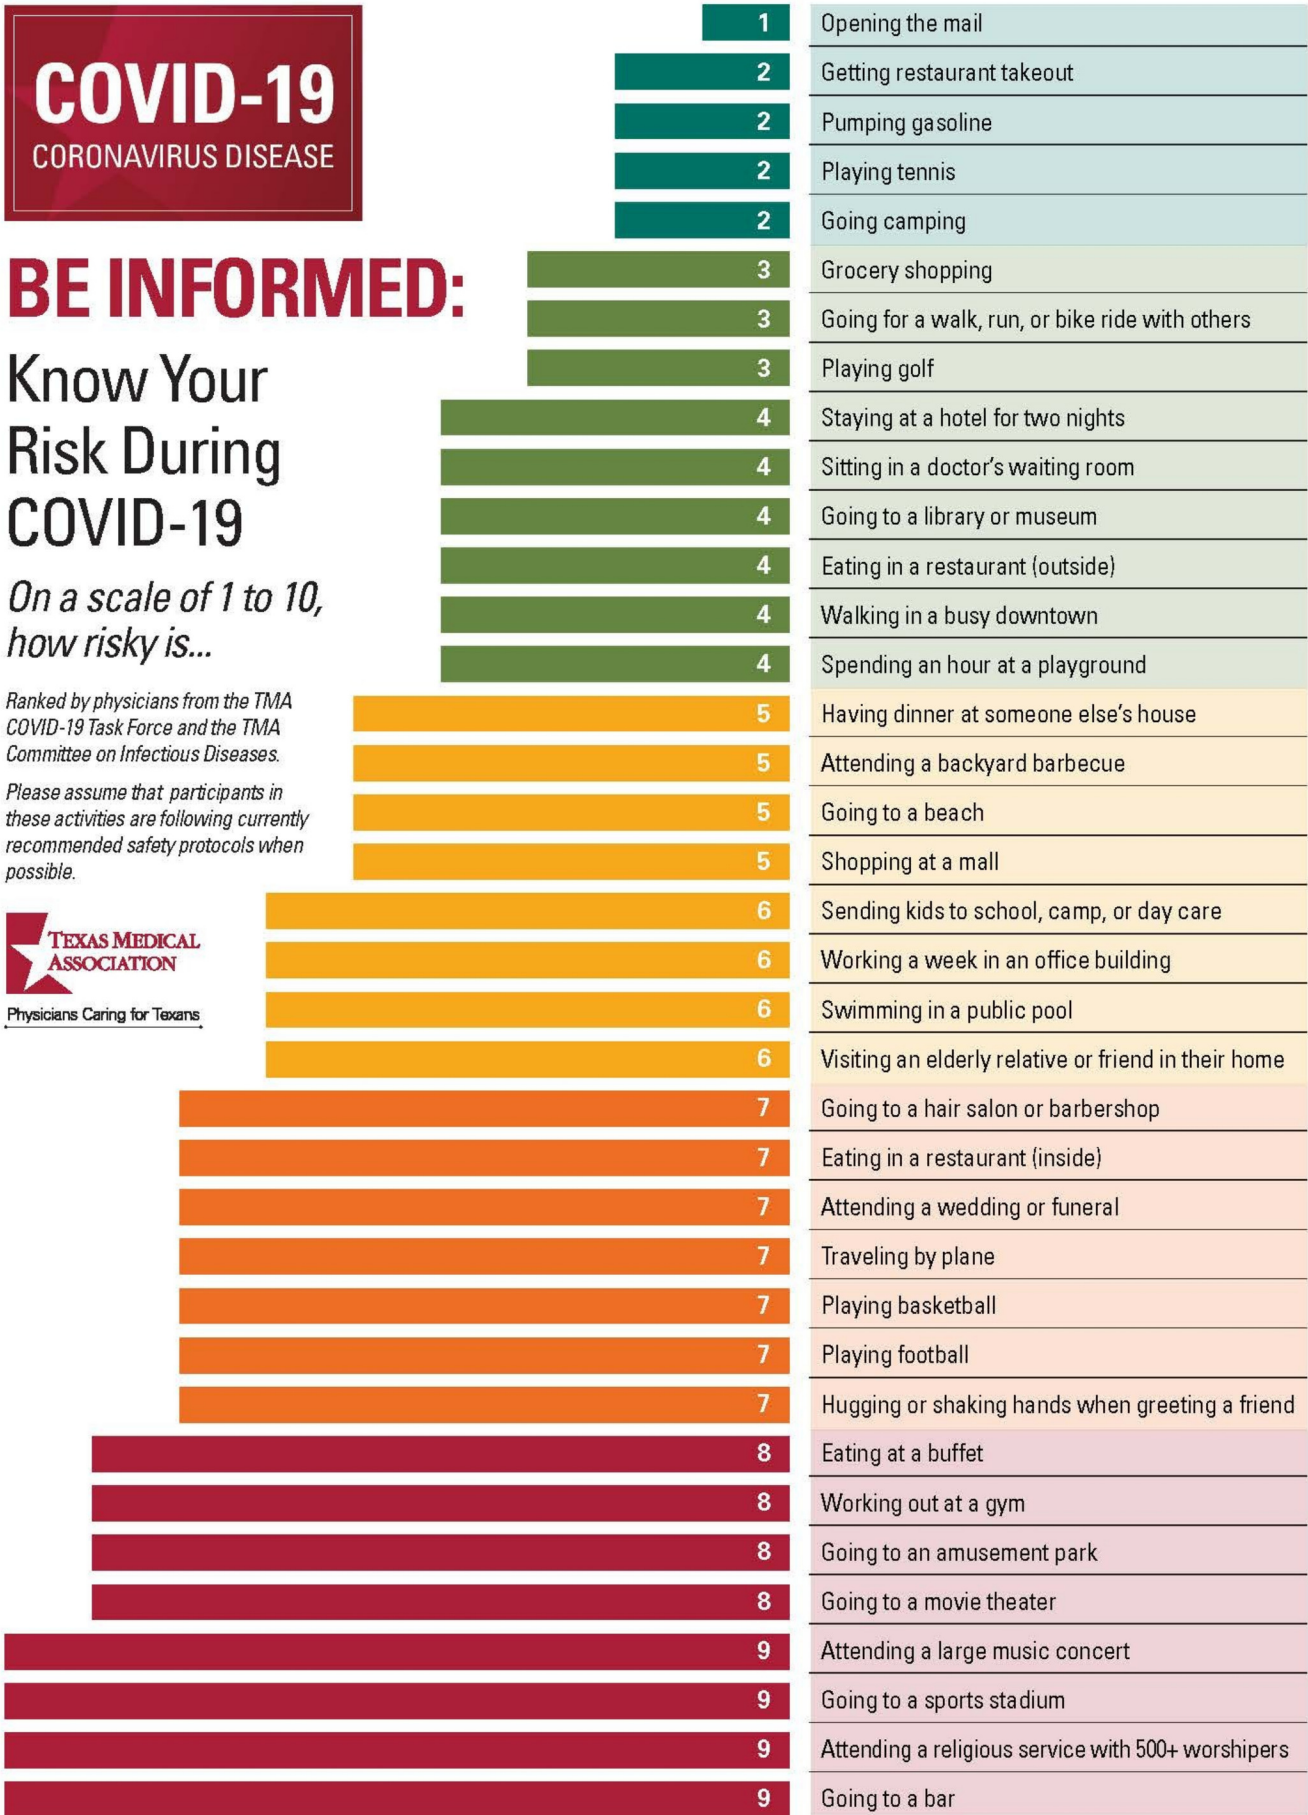 COVID-19
CORONAVIRUS DISEASE
BE INFORMED:
Know Your
Risk During
COVID-19
On a scale of 1 to 10,
how risky is...
Ranked by physicians from the TMA
COVID-19 Task Force and the TMA
Committee on Infectious Diseases.
Please assume that participants in
these activities are following currently
recommended safety protocols when
possible.
TEXAS MEDICAL
ASSOCIATION
Physicians Caring for Texans
1 Opening the mail
2 Getting restaurant takeout
2 Pumping gasoline
2 Playing tennis
2 Going camping
3 Grocery shopping
3 Going for a walk, run, or bike ride with others
3 Playing golf
4 Staying at a hotel for two nights
4 Sitting in a doctor's waiting room
4 Going to a library or museum
4 Eating in a restaurant (outside)
4 Walking in a busy downtown
4 Spending an hour at a playground
5 Having dinner at someone else's house
5 Attending a backyard barbecue
5 Going to a beach
5 Shopping at a mall
6 Sending kids to school, camp, or day care
6 Working a week in an office building
6 Swimming in a public pool
6 Visiting an elderly relative or friend in their home
7 Going to a hair salon or barbershop
7 Eating in a restaurant (inside)
7 Attending a wedding or funeral
7 Traveling by plane
7 Playing basketball
7 Playing football
7 Hugging or shaking hands when greeting a friend
8 Eating at a buffet
8 Working out at a gym
8 Going to an amusement park
8 Going to a movie theater
9 Attending a large music concert
9 Going to a sports stadium
9 Attending a religious service with 500+ worshipers
9 Going to a bar